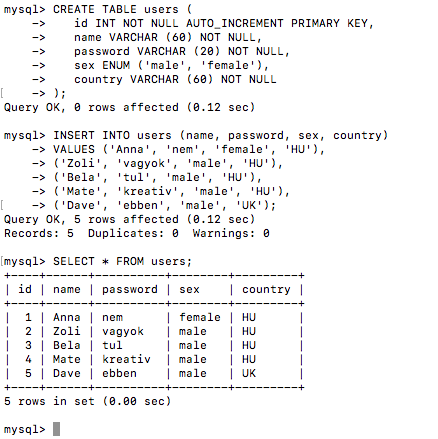 mysql> CREATE TABLE users (
    ->     id INT NOT NULL AUTO_INCREMENT PRIMARY KEY,
    ->     name VARCHAR (60) NOT NULL,
    ->     password VARCHAR (20) NOT NULL,
    ->     sex ENUM ('male', 'female'),
    ->     country VARCHAR (60) NOT NULL
[    -> );
Query OK, 0 rows affected (0.12 sec)

mysql> INSERT INTO users (name, password, sex, country)
    -> VALUES ('Anna', 'nem', 'female', 'HU'),
    -> ('Zoli', 'vagyok', 'male', 'HU'),
    -> ('Bela', 'tul', 'male', 'HU'),
    -> ('Mate', 'kreativ', 'male', 'HU'),
[    -> ('Dave', 'ebben', 'male', 'UK');
Query OK, 5 rows affected (0.12 sec)
Records: 5  Duplicates: 0  Warnings: 0

[mysql> SELECT * FROM users;
+----+------+----------+--------+---------+
| id | name | password | sex    | country |
+----+------+----------+--------+---------+
|  1 | Anna | nem      | female | HU      |
|  2 | Zoli | vagyok   | male   | HU      |
|  3 | Bela | tul      | male   | HU      |
|  4 | Mate | kreativ  | male   | HU      |
|  5 | Dave | ebben    | male   | UK      |
+----+------+----------+--------+---------+
5 rows in set (0.00 sec)

mysql>